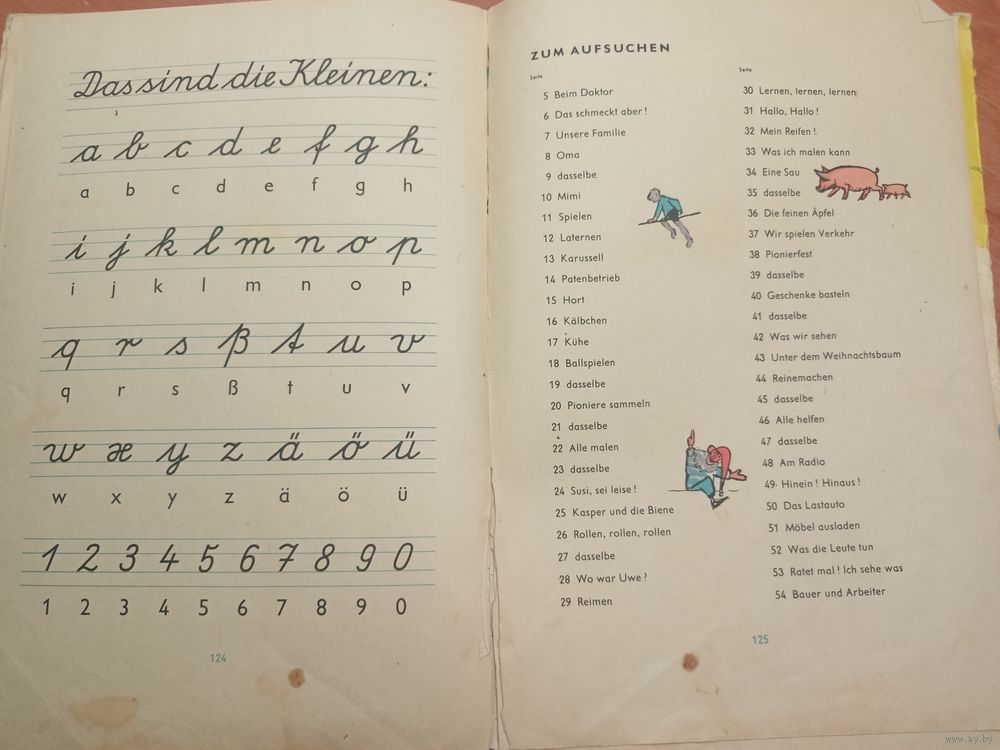 Das sind die Kleinen:
a b c d e f g h
a b c d e f g h
i j k l m n o p
i j k l m n o p
q r s ß t u v
q r s ß t u v
w x y z ä ö ü
w x y z ä ö ü
1 2 3 4 5 6 7 8 9 0
1 2 3 4 5 6 7 8 9 0
124
ZUM AUFSUCHEN
Seite
5 Beim Doktor
6 Das schmeckt aber!
7 Unsere Familie
8 Oma
9 dasselbe
10 Mimi
11 Spielen
12 Laternen
13 Karussell
14 Patenbetrieb
15 Hort
16 Kälbchen
17 Kühe
18 Ballspielen
19 dasselbe
20 Pioniere sammeln
21 dasselbe
22 Alle malen
23 dasselbe
24 Susi, sei leise!
25 Kasper und die Biene
26 Rollen, rollen, rollen
27 dasselbe
28 Wo war Uwe?
29 Reimen
Seite
30 Lernen, lernen, lernen
31 Hallo, Hallo!
32 Mein Reifen!
33 Was ich malen kann
34 Eine Sau
35 dasselbe
36 Die feinen Äpfel
37 Wir spielen Verkehr
38 Pionierfest
39 dasselbe
40 Geschenke basteln
41 dasselbe
42 Was wir sehen
43 Unter dem Weihnachtsbaum
44 Reinemachen
45 dasselbe
46 Alle helfen
47 dasselbe
48 Am Radio
49 Hinein! Hinaus!
50 Das Lastauto
51 Möbel ausladen
52 Was die Leute tun
53 Ratet mal! Ich sehe was
54 Bauer und Arbeiter
125
www.ay.by